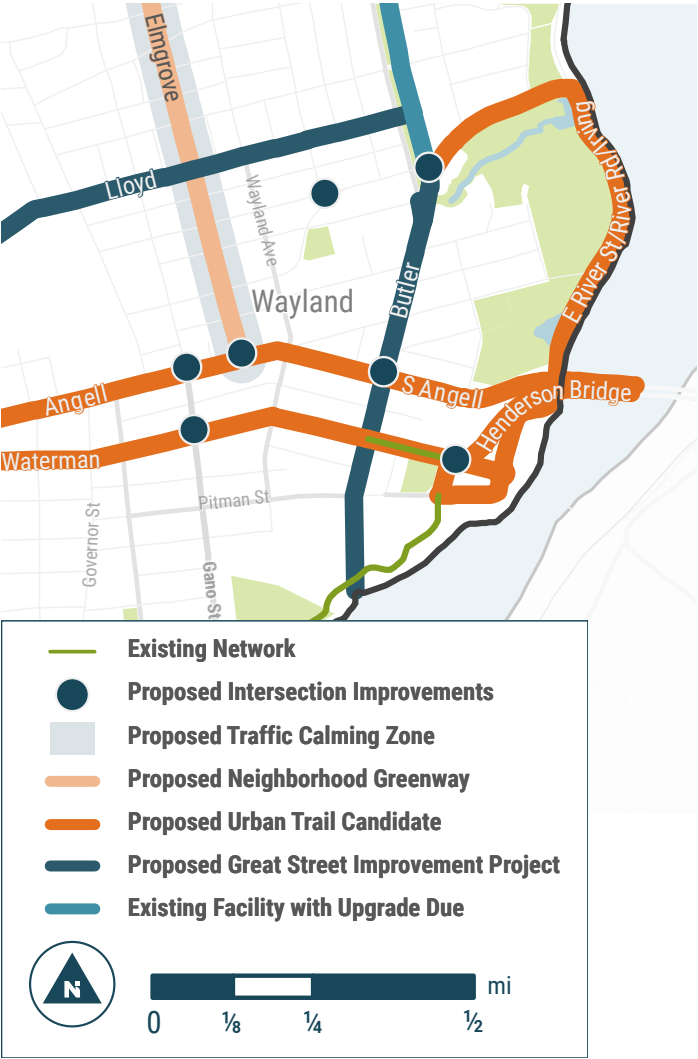 Elmgrove
Lloyd
Wayland Ave
E River St/River Rd/Irving
Butler
Wayland
Angell
S Angell
Henderson Bridge
Waterman
Pitman St
Governor St
Gano St
Existing Network
Proposed Intersection Improvements
Proposed Traffic Calming Zone
Proposed Neighborhood Greenway
Proposed Urban Trail Candidate
Proposed Great Street Improvement Project
Existing Facility with Upgrade Due
N
mi
0 ⅛ ¼ ½